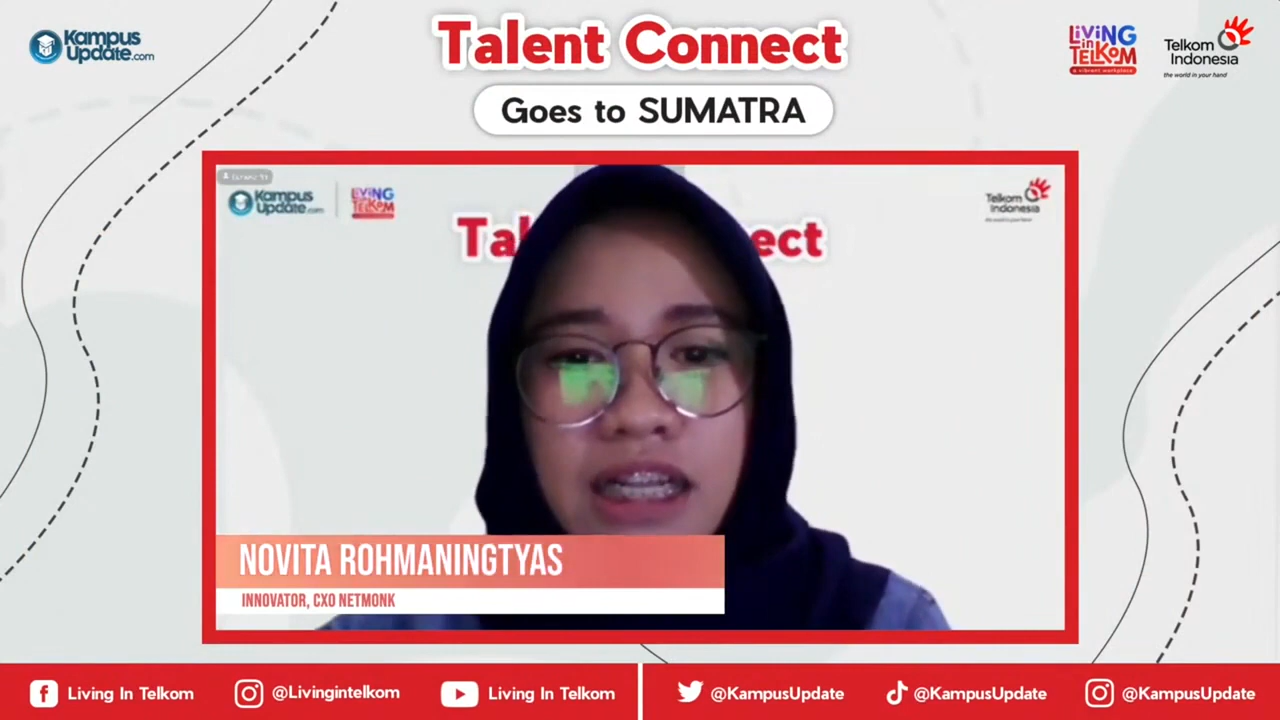 Kampus
Update.com
Talent Connect
Goes to SUMATRA
LiViNG
in
TELKOM
a vibrant workplace
Telkom
Indonesia
the world in your hand
Kampus
Update.com
LiViNG
in
TELKOM
Telkom
Indonesia
Tal
ect
NOVITA ROHMANINGTYAS
INNOVATOR, CXO NETMONK
Living In Telkom
@Livingintelkom
Living In Telkom
@KampusUpdate
@KampusUpdate
@KampusUpdate